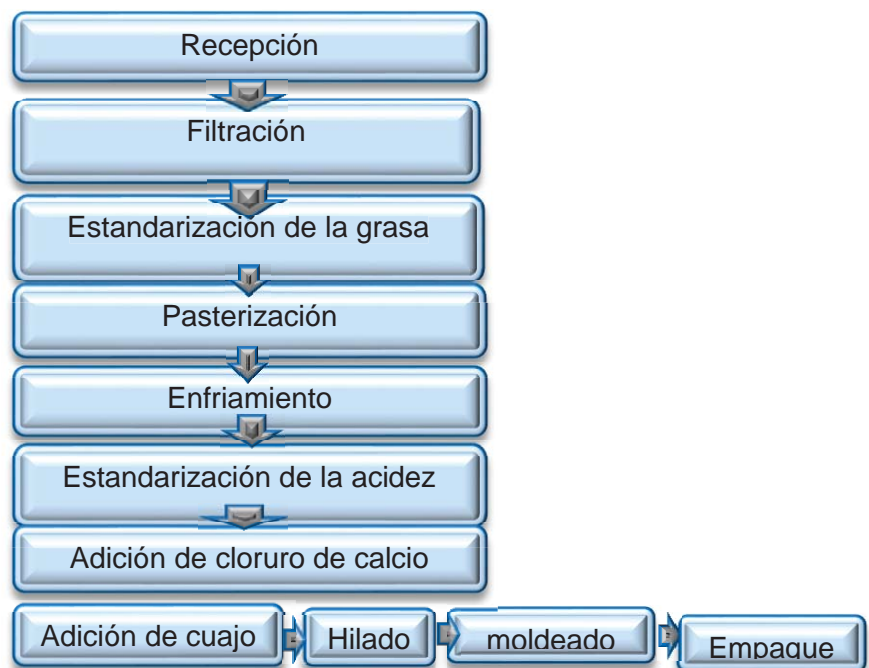 Recepción
Filtración
Estandarización de la grasa
Pasterización
Enfriamiento
Estandarización de la acidez
Adición de cloruro de calcio
Adición de cuajo
Hilado
moldeado
Empaque